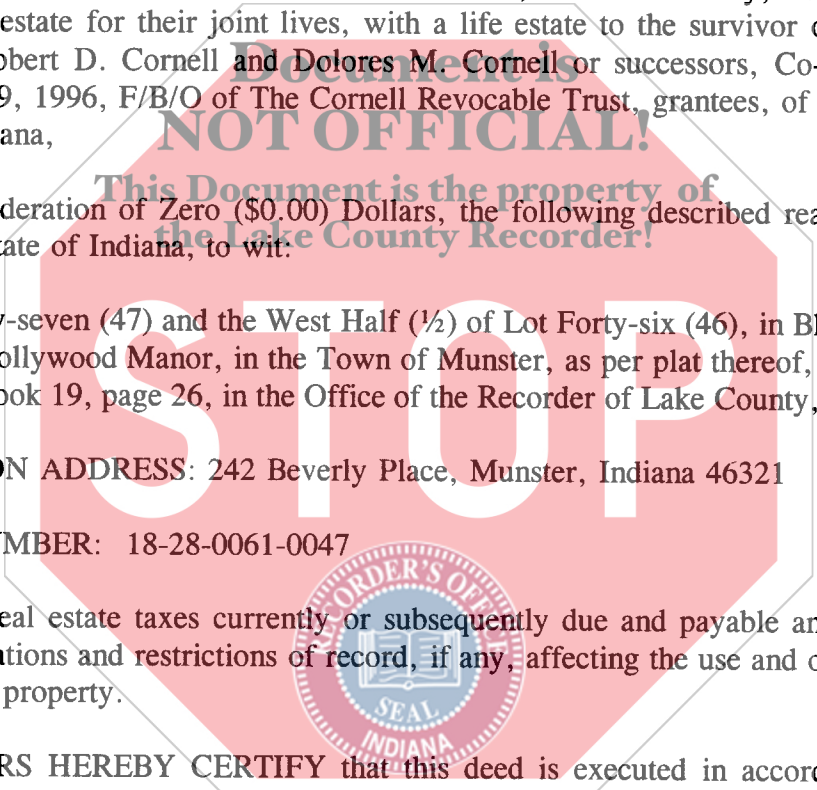 estate for their joint lives, with a life estate to the survivor
Document is
obert D. Cornell and Dolores M. Cornell or successors, Co-
9, 1996, F/B/O of The Cornell Revocable Trust, grantees, of
NOT OFFICIAL!
ana,
This Document is the property of
deration of Zero ($0.00) Dollars, the following described rea
the Lake County Recorder!
ate of Indiana, to wit:
y-seven (47) and the West Half (½) of Lot Forty-six (46), in Bl
ollywood Manor, in the Town of Munster, as per plat thereof,
ook 19, page 26, in the Office of the Recorder of Lake County,
STOP
ON ADDRESS: 242 Beverly Place, Munster, Indiana 46321
MBER: 18-28-0061-0047
RECORDER'S OFFICE
eal estate taxes currently or subsequently due and payable an
ations and restrictions of record, if any, affecting the use and o
property.
SEAL
INDIANA
RS HEREBY CERTIFY that this deed is executed in accor